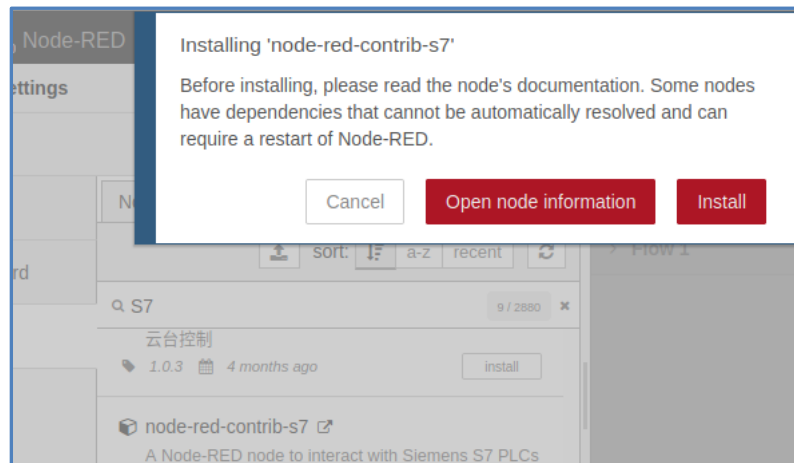 Node-RED
Installing 'node-red-contrib-s7'
Before installing, please read the node's documentation. Some nodes
have dependencies that cannot be automatically resolved and can
require a restart of Node-RED.
Cancel
Open node information
Install
ettings
N
sort:
a-z
recent
Flow 1
rd
S7
9 / 2880
云台控制
1.0.3
4 months ago
install
node-red-contrib-s7
A Node-RED node to interact with Siemens S7 PLCs